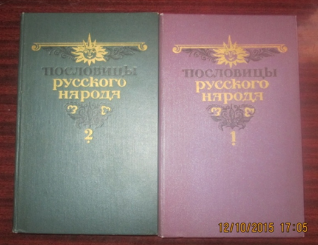 пословицы
русского
народа
2
пословицы
русского
народа
1
12/10/2015 17:05